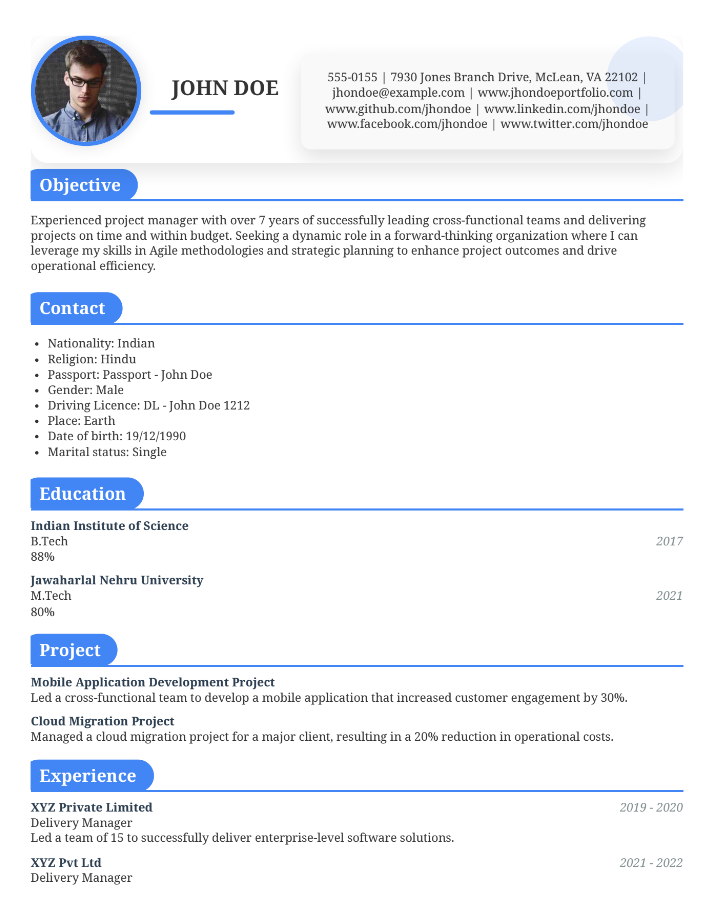 JOHN DOE
555-0155 | 7930 Jones Branch Drive, McLean, VA 22102 |
jhondoe@example.com | www.jhondoeportfolio.com |
www.github.com/jhondoe | www.linkedin.com/jhondoe |
www.facebook.com/jhondoe | www.twitter.com/jhondoe
Objective
Experienced project manager with over 7 years of successfully leading cross-functional teams and delivering
projects on time and within budget. Seeking a dynamic role in a forward-thinking organization where I can
leverage my skills in Agile methodologies and strategic planning to enhance project outcomes and drive
operational efficiency.
Contact
• Nationality: Indian
• Religion: Hindu
• Passport: Passport - John Doe
• Gender: Male
• Driving Licence: DL - John Doe 1212
• Place: Earth
• Date of birth: 19/12/1990
• Marital status: Single
Education
Indian Institute of Science
B.Tech 2017
88%
Jawaharlal Nehru University
M.Tech 2021
80%
Project
Mobile Application Development Project
Led a cross-functional team to develop a mobile application that increased customer engagement by 30%.
Cloud Migration Project
Managed a cloud migration project for a major client, resulting in a 20% reduction in operational costs.
Experience
XYZ Private Limited 2019 - 2020
Delivery Manager
Led a team of 15 to successfully deliver enterprise-level software solutions.
XYZ Pvt Ltd 2021 - 2022
Delivery Manager